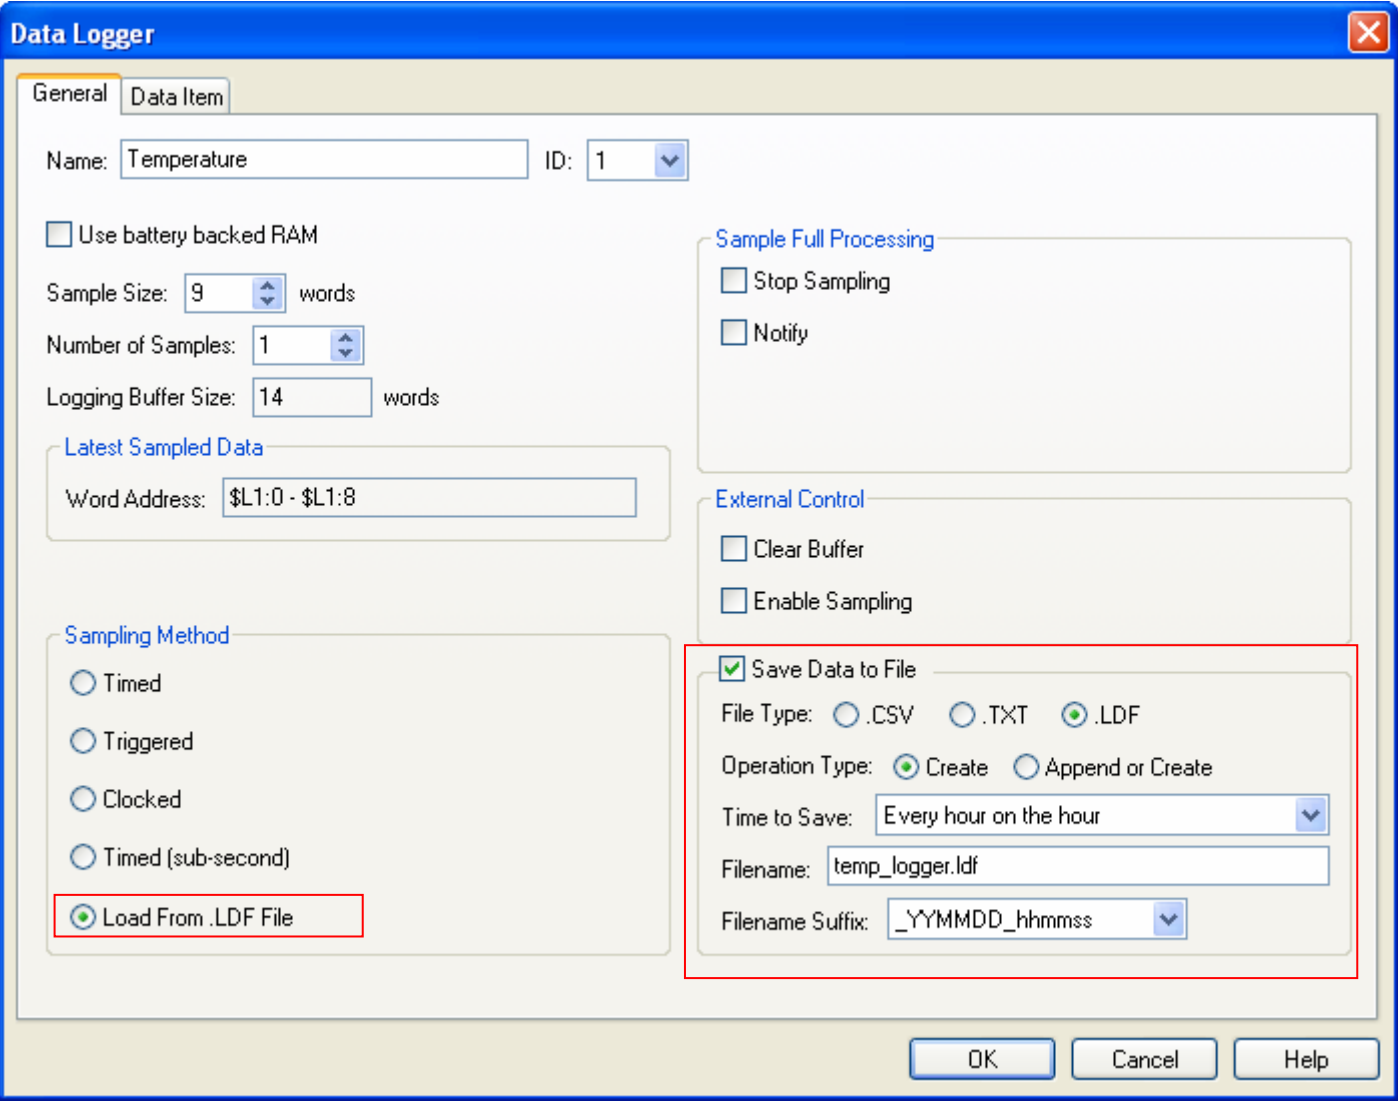 Data Logger
General
Data Item
Name: Temperature ID: 1
Use battery backed RAM
Sample Size: 9 words
Number of Samples: 1
Logging Buffer Size: 14 words
Latest Sampled Data
Word Address: $L1:0 - $L1:8
Sampling Method
Timed
Triggered
Clocked
Timed (sub-second)
Load From .LDF File
Sample Full Processing
Stop Sampling
Notify
External Control
Clear Buffer
Enable Sampling
Save Data to File
File Type: .CSV .TXT .LDF
Operation Type: Create Append or Create
Time to Save: Every hour on the hour
Filename: temp_logger.ldf
Filename Suffix: _YYMMDD_hhmmss
OK Cancel Help